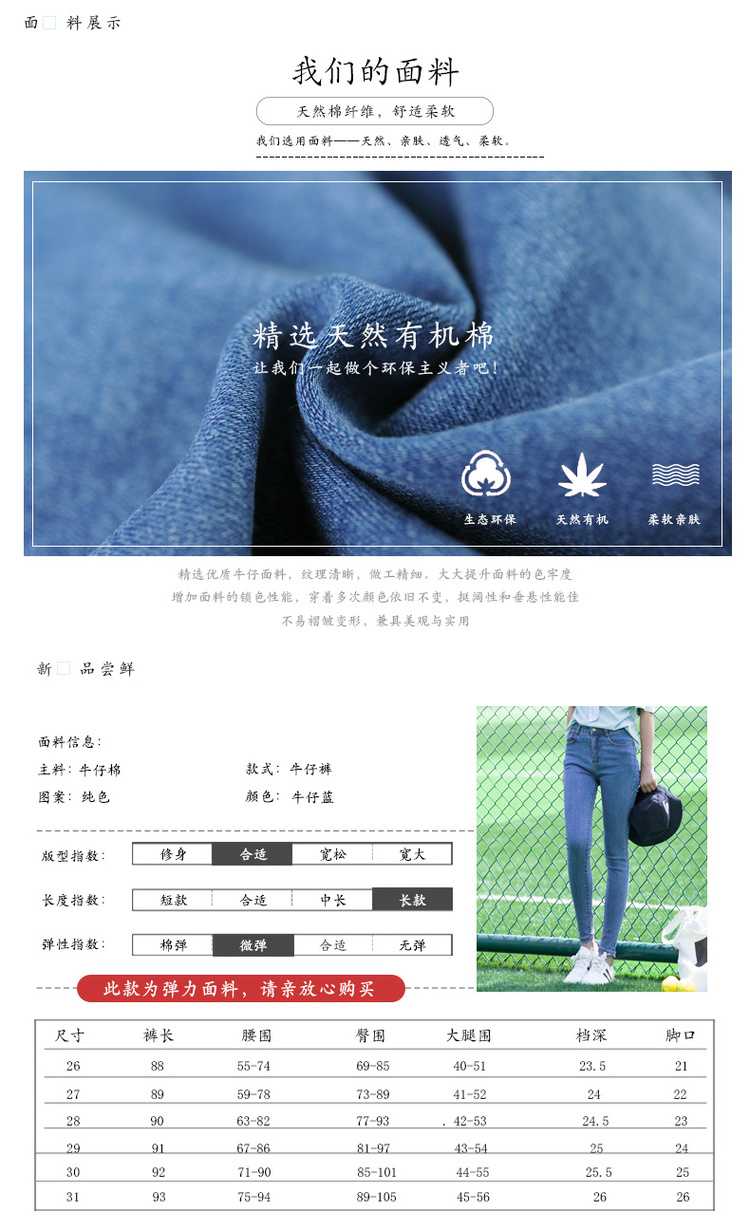 面 料展示
我们的面料
天然棉纤维，舒适柔软
我们选用面料——天然、亲肤、透气、柔软。
精选天然有机棉
让我们一起做个环保主义者吧！
生态环保 天然有机 柔软亲肤
精选优质牛仔面料，纹理清晰，做工精细。大大提升面料的色牢度
增加面料的锁色性能，穿着多次颜色依旧不变，挺阔性和垂悬性能佳
不易褶皱变形，兼具美观与实用
新 品尝鲜
面料信息：
主料：牛仔棉 款式：牛仔裤
图案：纯色 颜色：牛仔蓝
版型指数： 修身 合适 宽松 宽大
长度指数： 短款 合适 中长 长款
弹性指数： 棉弹 微弹 合适 无弹
此款为弹力面料，请亲放心购买
尺寸 裤长 腰围 臀围 大腿围 档深 脚口
26 88 55-74 69-85 40-51 23.5 21
27 89 59-78 73-89 41-52 24 22
28 90 63-82 77-93 . 42-53 24.5 23
29 91 67-86 81-97 43-54 25 24
30 92 71-90 85-101 44-55 25.5 25
31 93 75-94 89-105 45-56 26 26